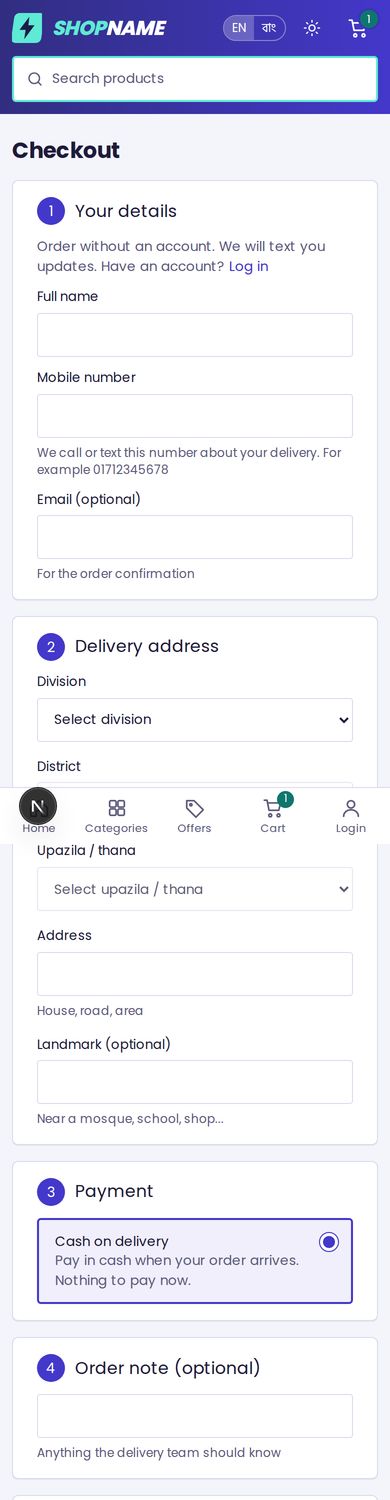 SHOPNAME
EN
বাং
1
Search products
Checkout
1 Your details
Order without an account. We will text you
updates. Have an account? Log in
Full name
Mobile number
We call or text this number about your delivery. For
example 01712345678
Email (optional)
For the order confirmation
2 Delivery address
Division
Select division
District
N
1
Home
Categories
Offers
Cart
Login
Upazila / thana
Select upazila / thana
Address
House, road, area
Landmark (optional)
Near a mosque, school, shop...
3 Payment
Cash on delivery
Pay in cash when your order arrives.
Nothing to pay now.
4 Order note (optional)
Anything the delivery team should know